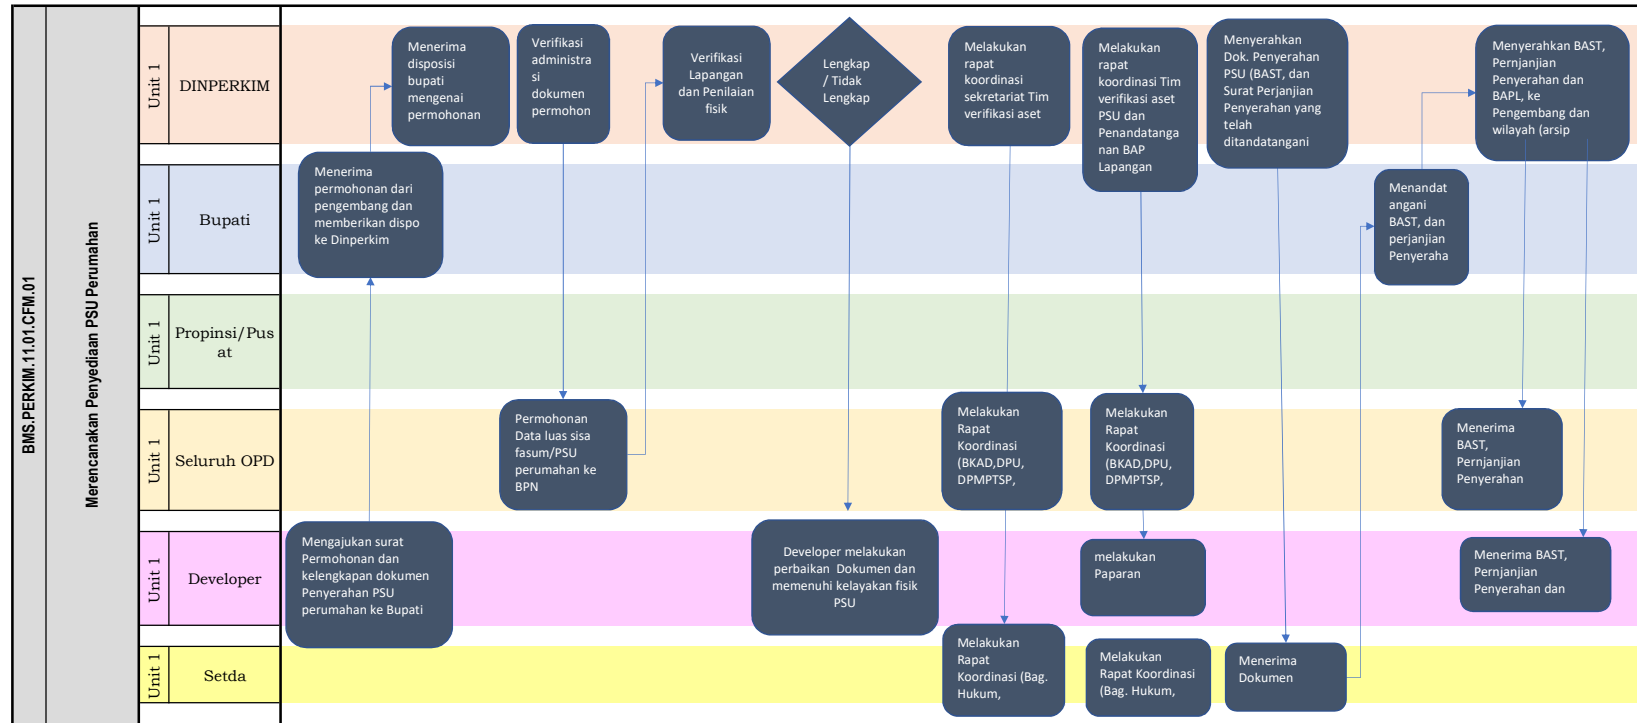 BMS.PERKIM.11.01.CFM.01
Merencanakan Penyediaan PSU Perumahan
Unit 1
DINPERKIM
Menerima
disposisi
bupati
mengenai
permohonan
Verifikasi
administra
si
dokumen
permohon
Verifikasi
Lapangan
dan Penilaian
fisik
Lengkap
/ Tidak
Lengkap
Melakukan
rapat
koordinasi
sekretariat Tim
verifikasi aset
Melakukan
rapat
koordinasi Tim
verifikasi aset
PSU dan
Penandatanga
nan BAP
Lapangan
Menyerahkan
Dok. Penyerahan
PSU (BAST, dan
Surat Perjanjian
Penyerahan yang
telah
ditandatangani
Menyerahkan BAST,
Pernjanjian
Penyerahan dan
BAPL, ke
Pengembang dan
wilayah (arsip
Unit 1
Bupati
Menerima
permohonan dari
pengembang dan
memberikan dispo
ke Dinperkim
Menandat
angani
BAST, dan
perjanjian
Penyeraha
Unit 1
Propinsi/Pus
at
Unit 1
Seluruh OPD
Permohonan
Data luas sisa
fasum/PSU
perumahan ke
BPN
Melakukan
Rapat
Koordinasi
(BKAD,DPU,
DPMPTSP,
Melakukan
Rapat
Koordinasi
(BKAD,DPU,
DPMPTSP,
Menerima
BAST,
Pernjanjian
Penyerahan
Unit 1
Developer
Mengajukan surat
Permohonan dan
kelengkapan dokumen
Penyerahan PSU
perumahan ke Bupati
Developer melakukan
perbaikan Dokumen dan
memenuhi kelayakan fisik
PSU
melakukan
Paparan
Menerima BAST,
Pernjanjian
Penyerahan dan
Unit 1
Setda
Melakukan
Rapat
Koordinasi (Bag.
Hukum,
Melakukan
Rapat Koordinasi
(Bag. Hukum,
Menerima
Dokumen